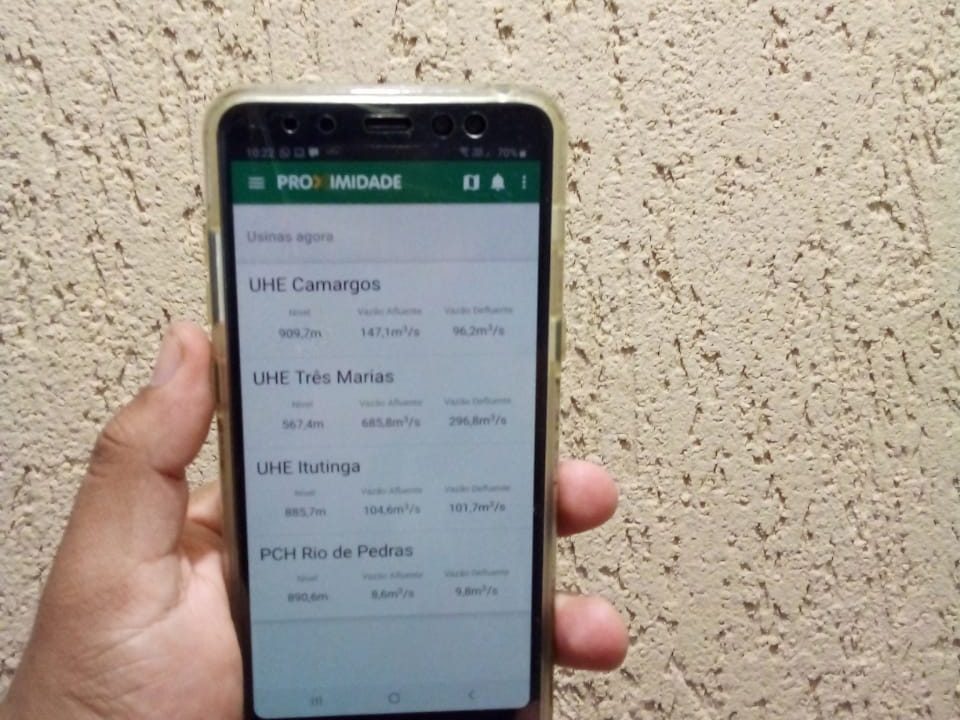 10:22 70%
PROXIMIDADE
Usinas agora
UHE Camargos
Nível Vazão Afluente Vazão Defluente
909,7m 147,1m³/s 96,2m³/s
UHE Três Marias
Nível Vazão Afluente Vazão Defluente
567,4m 685,8m³/s 296,8m³/s
UHE Itutinga
Nível Vazão Afluente Vazão Defluente
885,7m 104,6m³/s 101,7m³/s
PCH Rio de Pedras
Nível Vazão Afluente Vazão Defluente
890,6m 8,6m³/s 9,8m³/s